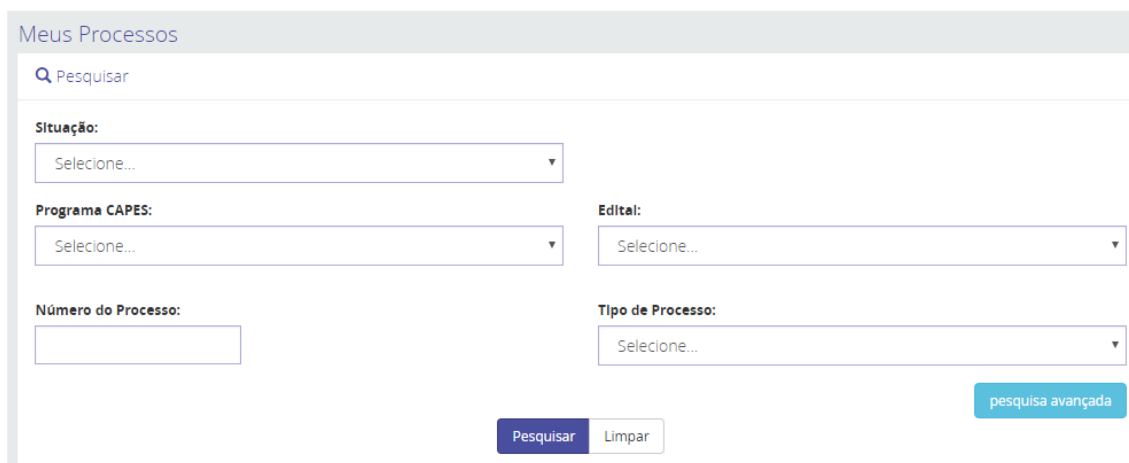 Meus Processos
Pesquisar
Situação:
Selecione...
Programa CAPES:
Edital:
Selecione...
Selecione...
Número do Processo:
Tipo de Processo:
Selecione...
pesquisa avançada
Pesquisar
Limpar